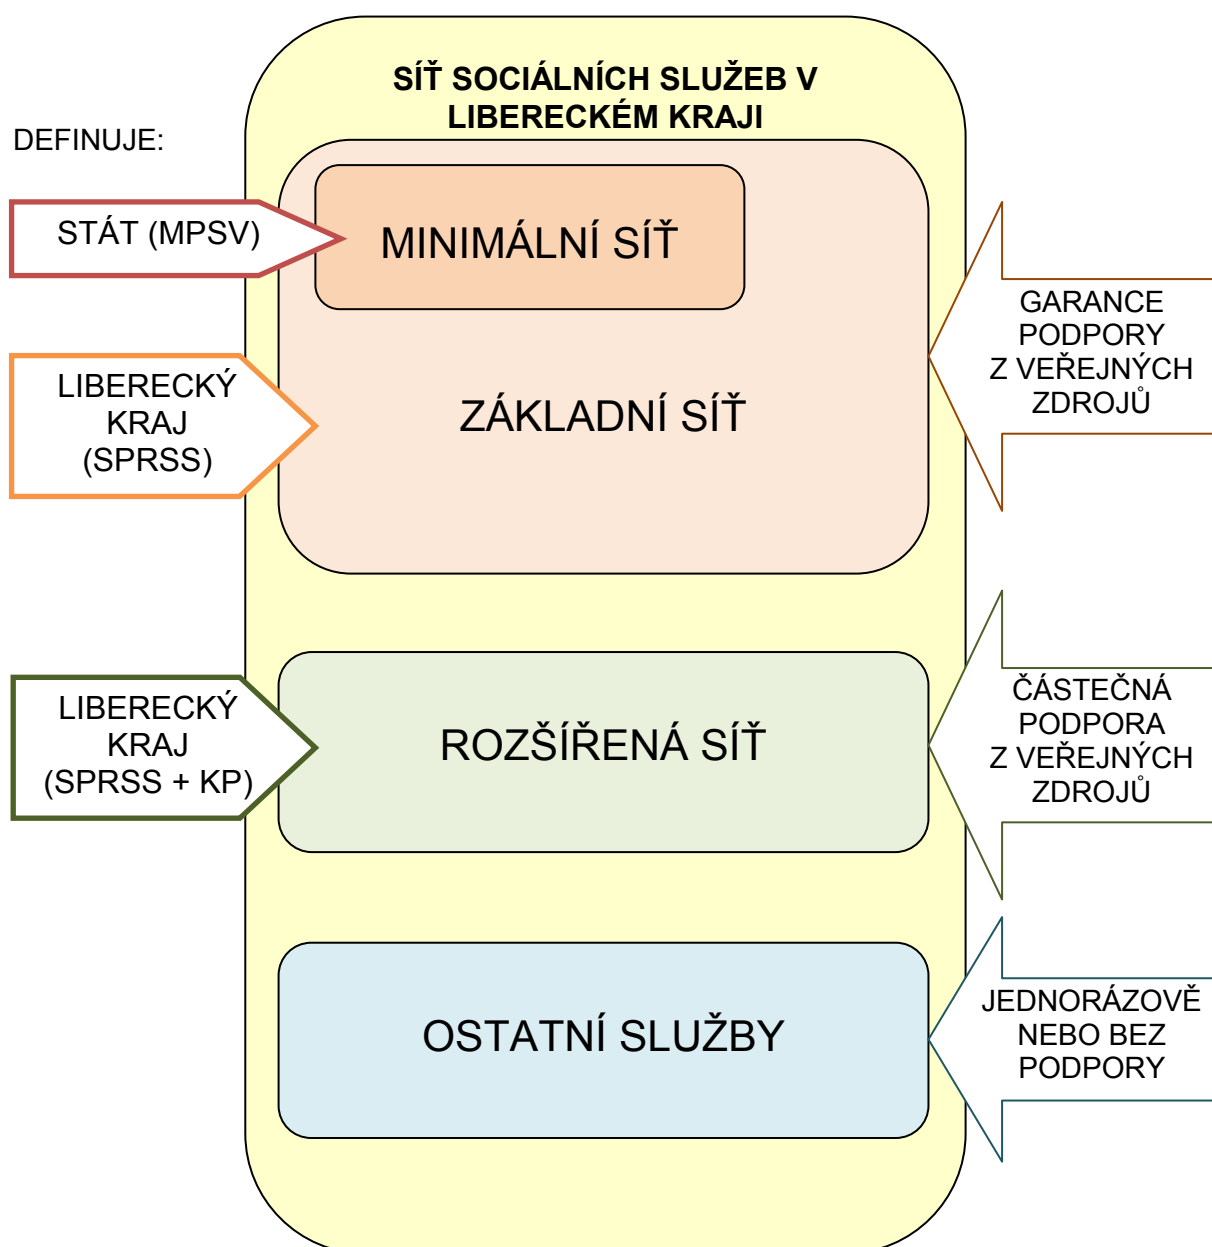 SÍŤ SOCIÁLNÍCH SLUŽEB V
LIBERECKÉM KRAJI
DEFINUJE:
STÁT (MPSV)
MINIMÁLNÍ SÍŤ
GARANCE
PODPORY
Z VEŘEJNÝCH
ZDROJŮ
LIBERECKÝ
KRAJ
(SPRSS)
ZÁKLADNÍ SÍŤ
LIBERECKÝ
KRAJ
(SPRSS + KP)
ROZŠÍŘENÁ SÍŤ
ČÁSTEČNÁ
PODPORA
Z VEŘEJNÝCH
ZDROJŮ
OSTATNÍ SLUŽBY
JEDNORÁZOVĚ
NEBO BEZ
PODPORY